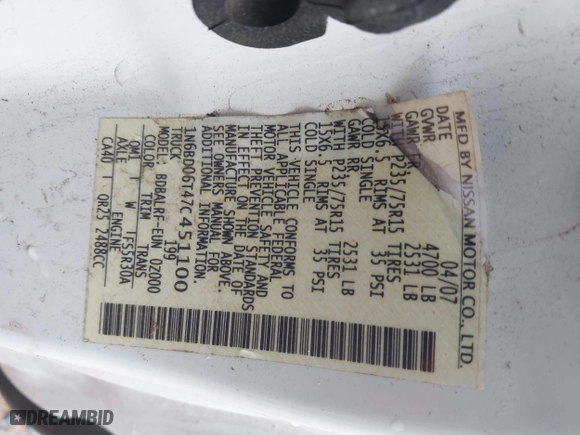 MFD BY NISSAN MOTOR CO., LTD.
DATE 04/07
GVWR 4700 LB
GAWR 2531 LB
WITH P235/75R15 TIRES
15X6.5 RIMS AT 35 PSI
COLD SINGLE
GAWR RR 2531 LB
WITH P235/75R15 TIRES
15X6.5 RIMS AT 35 PSI
COLD SINGLE
THIS VEHICLE CONFORMS TO
ALL APPLICABLE FEDERAL
MOTOR VEHICLE SAFETY AND
THEFT PREVENTION STANDARDS
IN EFFECT ON THE DATE OF
MANUFACTURE SHOWN ABOVE.
SEE OWNERS MANUAL FOR
ADDITIONAL INFORMATION
1N6BD06T47C451100
TRUCK 199
MODEL: BDBALRF-EUN 0Z000
COLOR TRIM TRANS
QM1 W FS5R30A
AXLE ENGINE
CA40 QR25 2488CC
DREAMBID